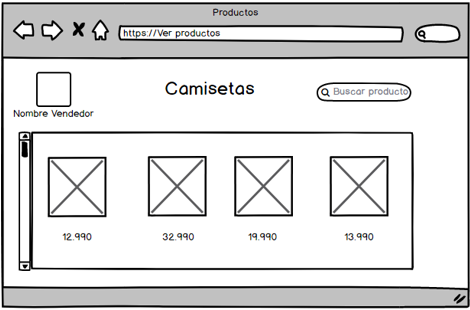 Productos
https://Ver productos
Camisetas
Buscar producto
Nombre Vendedor
12.990
32.990
19.990
13.990